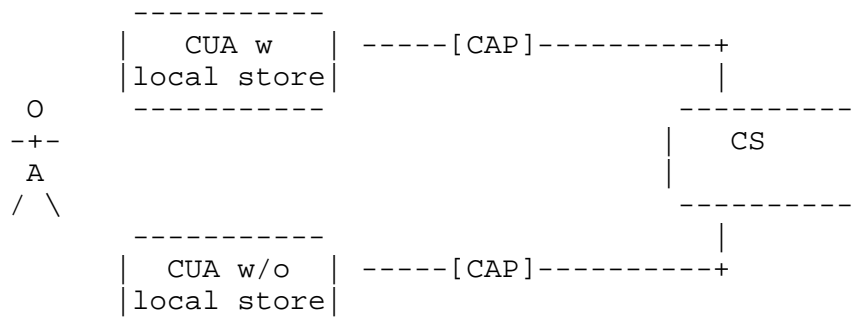 -----------
| CUA w | -----[CAP]----------+
|local store| |
O ----------- ----------
-+- | CS
A |
/ \ ----------
----------- |
| CUA w/o | -----[CAP]----------+
|local store|